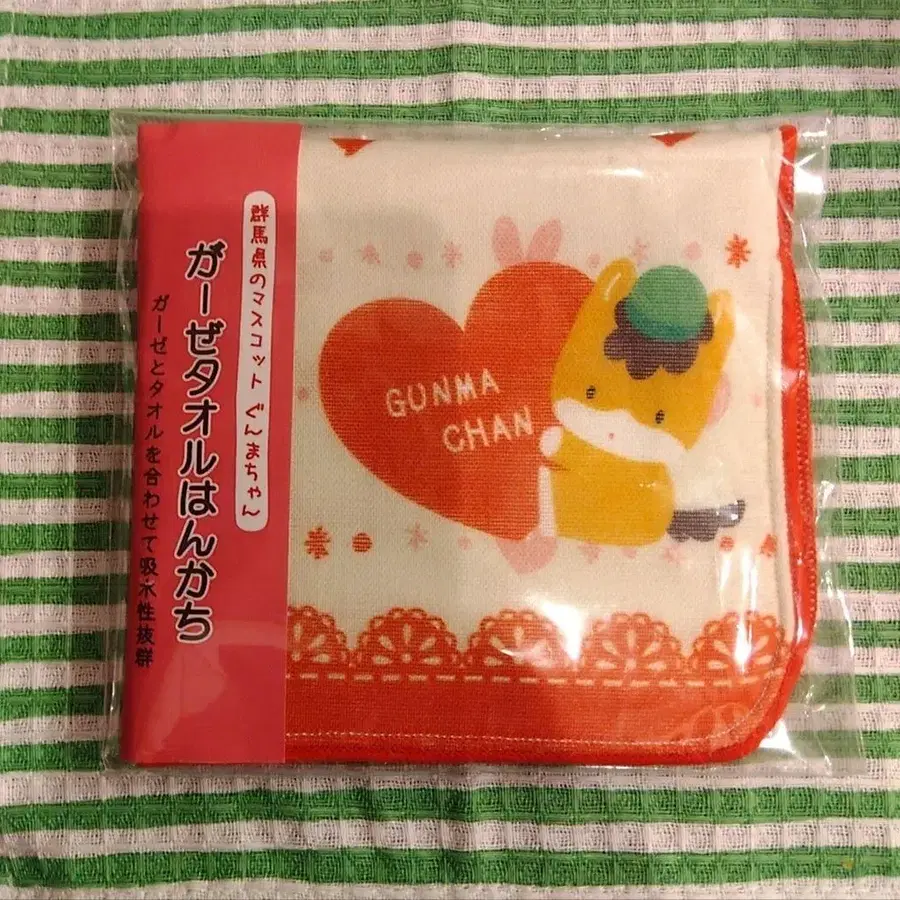 群馬県のマスコット ぐんまちゃん
ガーゼタオルはんかち
ガーゼとタオルを合わせて吸水性抜群
GUNMA
CHAN